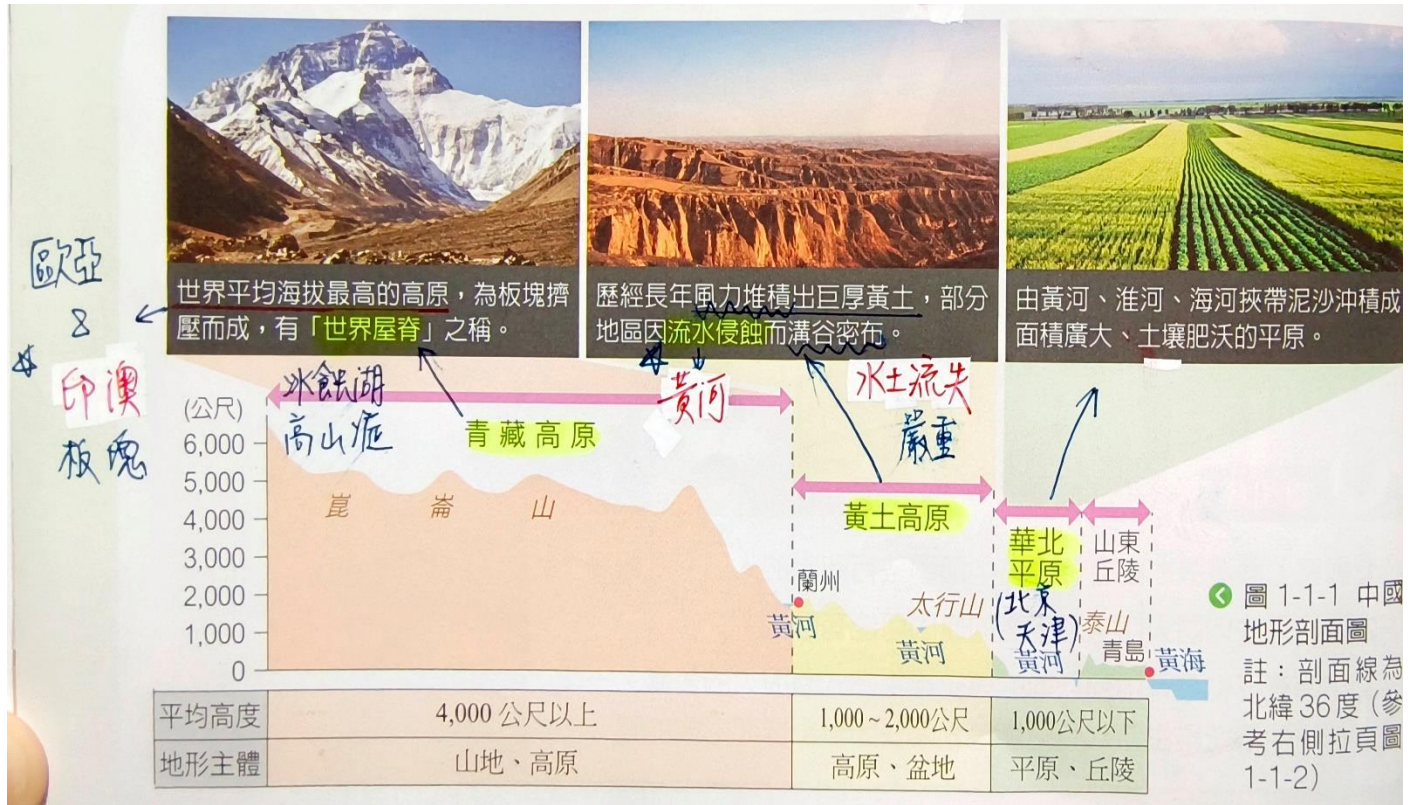 世界平均海拔最高的高原，為板塊擠
壓而成，有「世界屋脊」之稱。
歷經長年風力堆積出巨厚黃土，部分
地區因流水侵蝕而溝谷密布。
由黃河、淮河、海河挾帶泥沙沖積成
面積廣大、土壤肥沃的平原。
歐亞
&
印澳
板塊
冰蝕湖
高山症
黃河
水土流失
嚴重
(公尺)
6,000
5,000
4,000
3,000
2,000
1,000
0
青藏高原
崑崙山
黃土高原
華北
平原
(北京
天津)
山東
丘陵
蘭州
黃河
太行山
黃河
黃河
泰山
青島
黃海
平均高度 4,000 公尺以上 1,000~2,000公尺 1,000公尺以下
地形主體 山地、高原 高原、盆地 平原、丘陵
圖 1-1-1 中國
地形剖面圖
註：剖面線為
北緯36度（參
考右側拉頁圖
1-1-2）